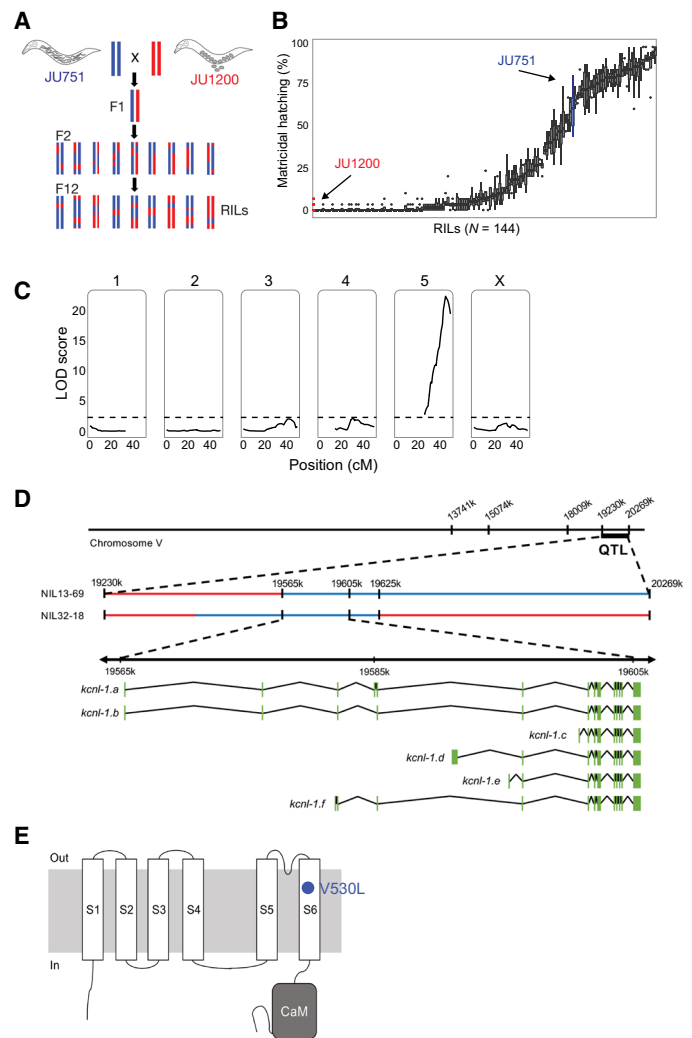 A
JU751
X
JU1200
F1
F2
F12
RILs
B
Matricidal hatching (%)
100
75
50
25
0
JU751
JU1200
RILs (N = 144)
C
1 2 3 4 5 X
LOD score
20
15
10
5
0
0 20 40 0 20 40 0 20 40 0 20 40 0 20 40 0 20 40
Position (cM)
D
13741k 15074k 18009k 19230k 20269k
Chromosome V
QTL
19230k 19565k 19605k 19625k 20269k
NIL13-69
NIL32-18
19565k 19585k 19605k
kcnl-1.a
kcnl-1.b
kcnl-1.c
kcnl-1.d
kcnl-1.e
kcnl-1.f
E
Out
V530L
S1 S2 S3 S4 S5 S6
In
CaM